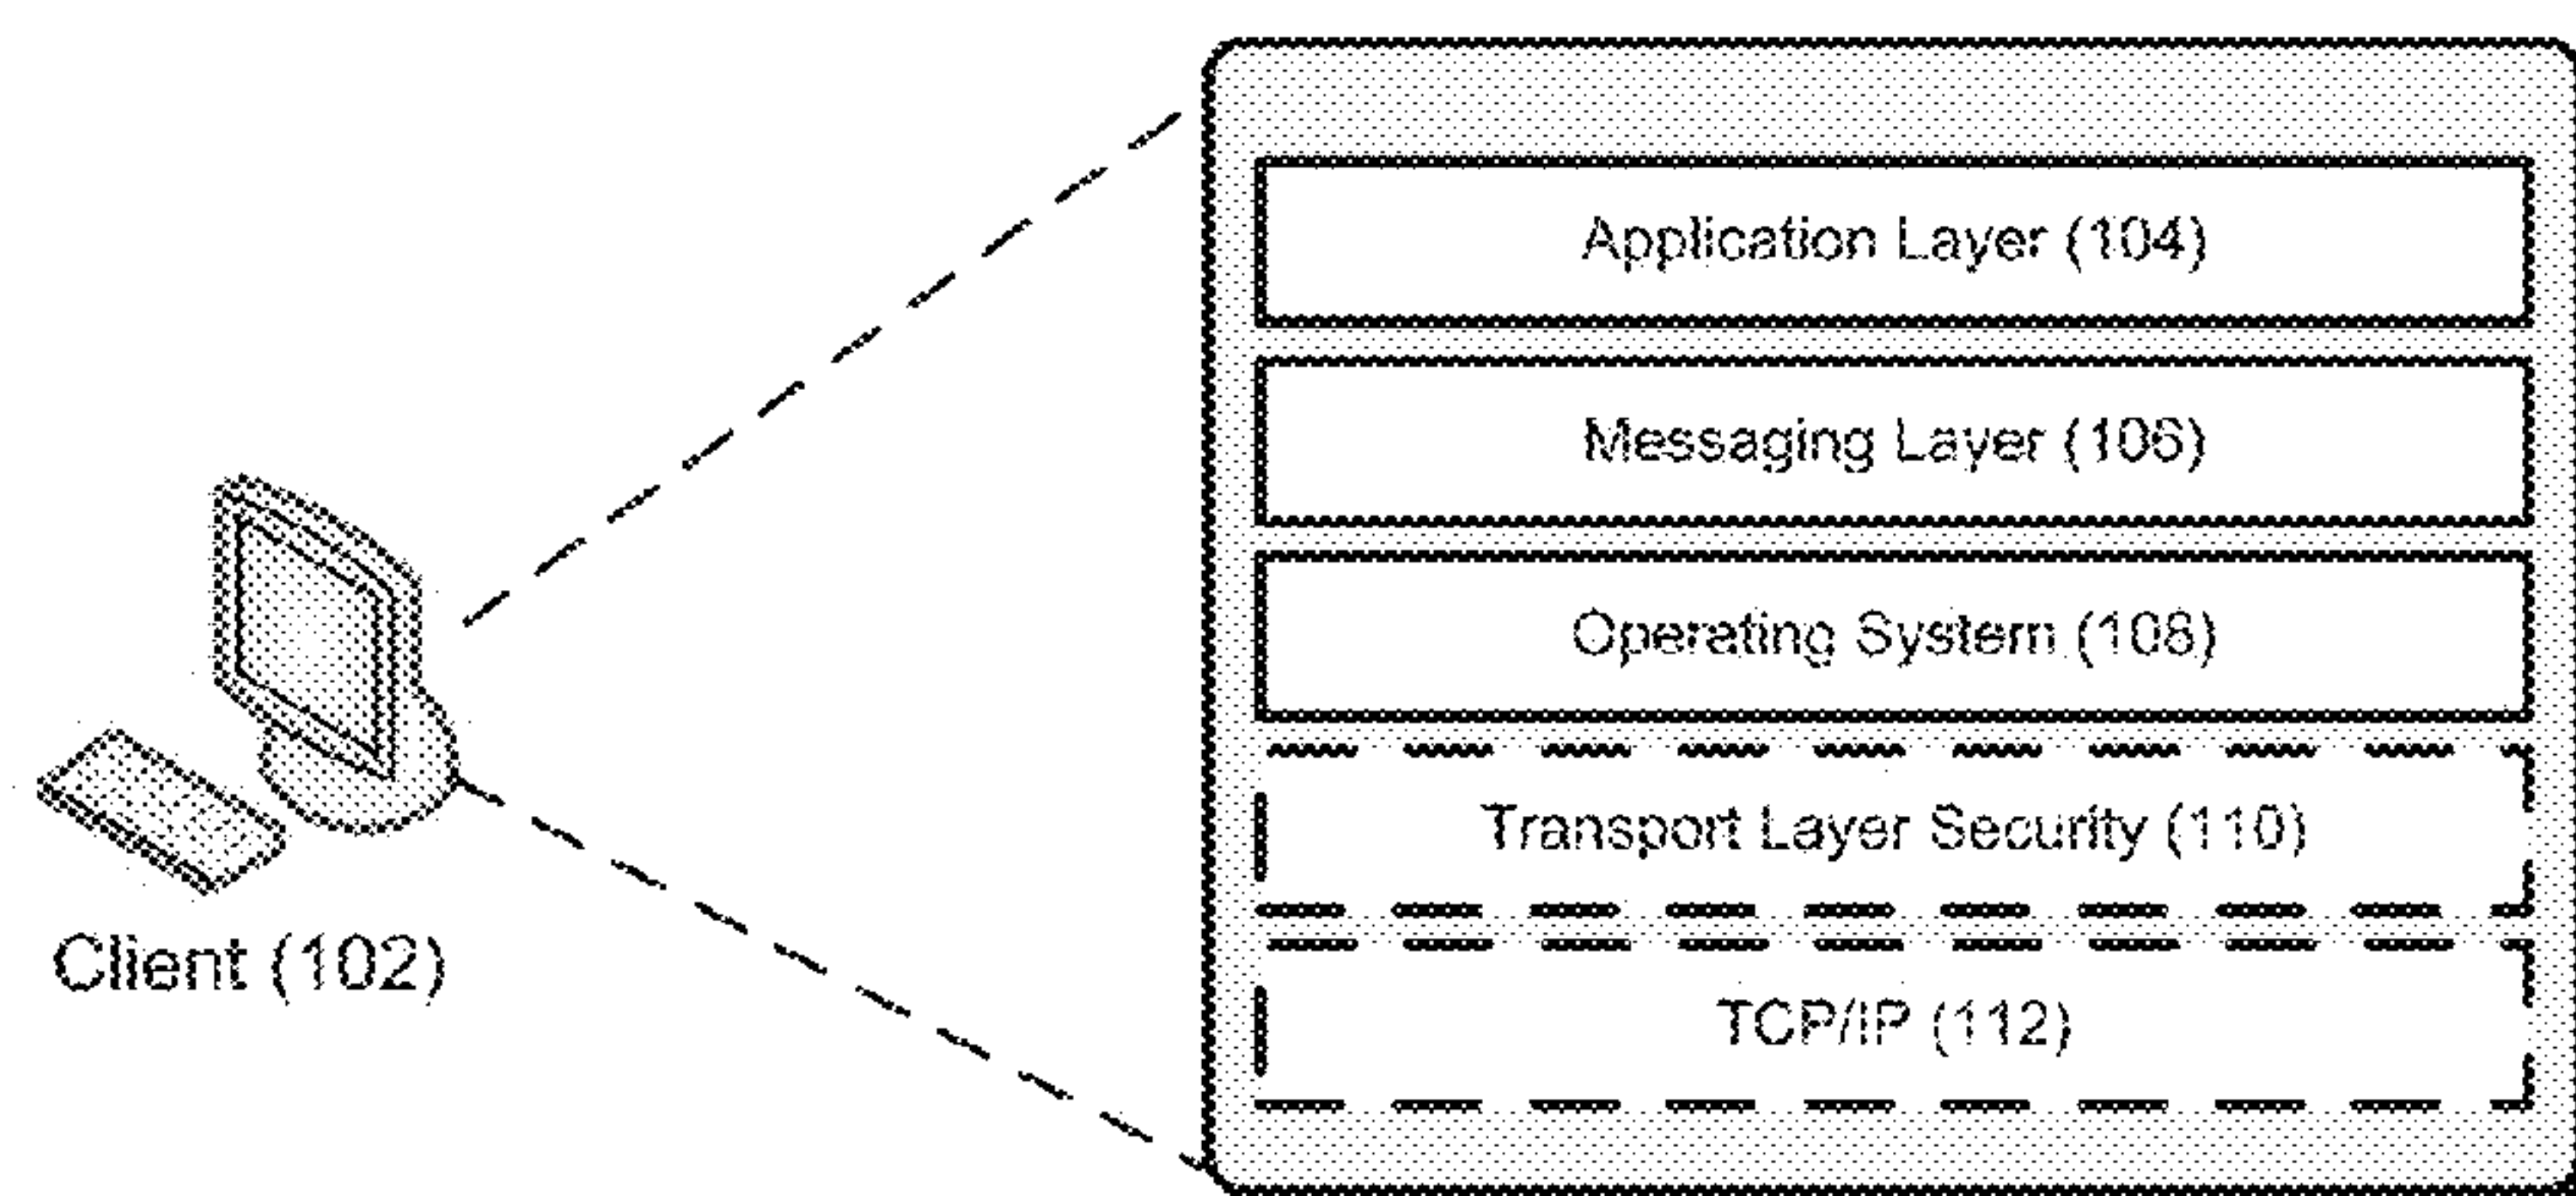 Application Layer (104)
Messaging Layer (106)
Operating System (108)
Transport Layer Security (110)
TCP/IP (112)
Client (102)